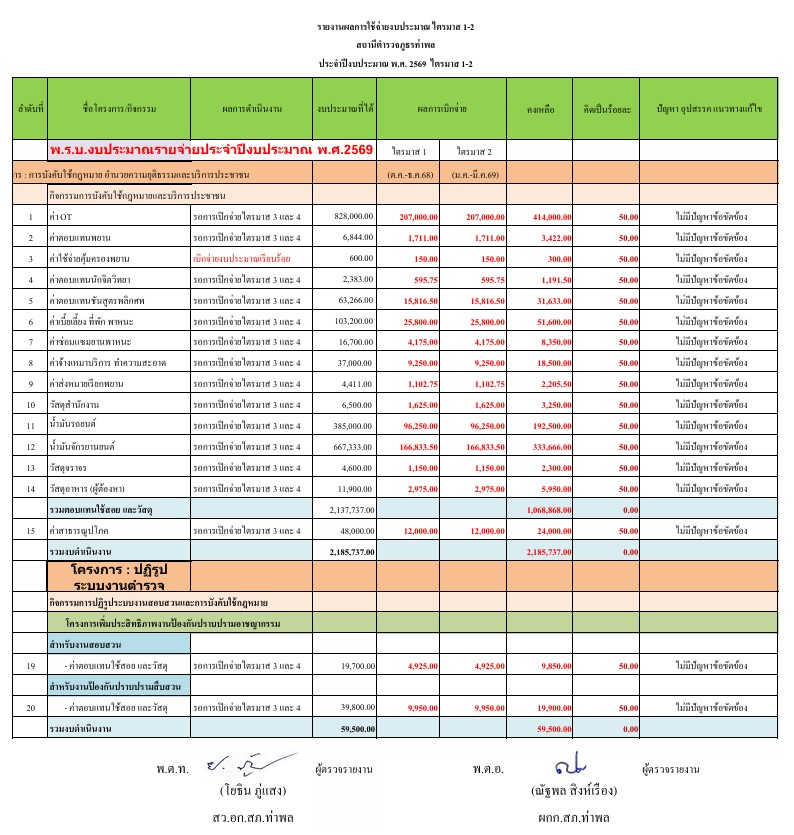 รายงานผลการใช้จ่ายงบประมาณ ไตรมาส 1-2
สถานีตำรวจภูธรท่าพล
ประจำปีงบประมาณ พ.ศ. 2569 ไตรมาส 1-2
ลำดับที่ ชื่อโครงการ/กิจกรรม ผลการดำเนินงาน งบประมาณที่ได้ ผลการเบิกจ่าย คงเหลือ คิดเป็นร้อยละ ปัญหา อุปสรรค แนวทางแก้ไข
พ.ร.บ.งบประมาณรายจ่ายประจำปีงบประมาณ พ.ศ.2569 ไตรมาส 1 ไตรมาส 2
าร : การบังคับใช้กฎหมาย อำนวยความยุติธรรมและบริการประชาชน (ต.ค.-ธ.ค.68) (ม.ค.-มี.ค.69)
กิจกรรมการบังคับใช้กฎหมายและบริการประชาชน
1 ค่า OT รอการเบิกจ่ายไตรมาส 3 และ 4 828,000.00 207,000.00 207,000.00 414,000.00 50.00 ไม่มีปัญหาข้อขัดข้อง
2 ค่าตอบแทนพยาน รอการเบิกจ่ายไตรมาส 3 และ 4 6,844.00 1,711.00 1,711.00 3,422.00 50.00 ไม่มีปัญหาข้อขัดข้อง
3 ค่าใช้จ่ายคุ้มครองพยาน เบิกจ่ายงบประมาณเรียบร้อย 600.00 150.00 150.00 300.00 50.00 ไม่มีปัญหาข้อขัดข้อง
4 ค่าตอบแทนนักจิตวิทยา รอการเบิกจ่ายไตรมาส 3 และ 4 2,383.00 595.75 595.75 1,191.50 50.00 ไม่มีปัญหาข้อขัดข้อง
5 ค่าตอบแทนชันสูตรพลิกศพ รอการเบิกจ่ายไตรมาส 3 และ 4 63,266.00 15,816.50 15,816.50 31,633.00 50.00 ไม่มีปัญหาข้อขัดข้อง
6 ค่าเบี้ยเลี้ยง ที่พัก พาหนะ รอการเบิกจ่ายไตรมาส 3 และ 4 103,200.00 25,800.00 25,800.00 51,600.00 50.00 ไม่มีปัญหาข้อขัดข้อง
7 ค่าซ่อมแซมยานพาหนะ รอการเบิกจ่ายไตรมาส 3 และ 4 16,700.00 4,175.00 4,175.00 8,350.00 50.00 ไม่มีปัญหาข้อขัดข้อง
8 ค่าจ้างเหมาบริการ ทำความสะอาด รอการเบิกจ่ายไตรมาส 3 และ 4 37,000.00 9,250.00 9,250.00 18,500.00 50.00 ไม่มีปัญหาข้อขัดข้อง
9 ค่าส่งหมายเรียกพยาน รอการเบิกจ่ายไตรมาส 3 และ 4 4,411.00 1,102.75 1,102.75 2,205.50 50.00 ไม่มีปัญหาข้อขัดข้อง
10 วัสดุสำนักงาน รอการเบิกจ่ายไตรมาส 3 และ 4 6,500.00 1,625.00 1,625.00 3,250.00 50.00 ไม่มีปัญหาข้อขัดข้อง
11 น้ำมันรถยนต์ รอการเบิกจ่ายไตรมาส 3 และ 4 385,000.00 96,250.00 96,250.00 192,500.00 50.00 ไม่มีปัญหาข้อขัดข้อง
12 น้ำมันจักรยานยนต์ รอการเบิกจ่ายไตรมาส 3 และ 4 667,333.00 166,833.50 166,833.50 333,666.00 50.00 ไม่มีปัญหาข้อขัดข้อง
13 วัสดุจราจร รอการเบิกจ่ายไตรมาส 3 และ 4 4,600.00 1,150.00 1,150.00 2,300.00 50.00 ไม่มีปัญหาข้อขัดข้อง
14 วัสดุอาหาร (ผู้ต้องหา) รอการเบิกจ่ายไตรมาส 3 และ 4 11,900.00 2,975.00 2,975.00 5,950.00 50.00 ไม่มีปัญหาข้อขัดข้อง
รวมตอบแทนใช้สอย และวัสดุ 2,137,737.00 1,068,868.00 0.00
15 ค่าสาธารณูปโภค รอการเบิกจ่ายไตรมาส 3 และ 4 48,000.00 12,000.00 12,000.00 24,000.00 50.00 ไม่มีปัญหาข้อขัดข้อง
รวมงบดำเนินงาน 2,185,737.00 2,185,737.00 0.00
โครงการ : ปฏิรูป
ระบบงานตำรวจ
กิจกรรมการปฏิรูประบบงานสอบสวนและการบังคับใช้กฎหมาย
โครงการเพิ่มประสิทธิภาพงานป้องกันปราบปรามอาชญากรรม
สำหรับงานสอบสวน
19 - ค่าตอบแทนใช้สอย และวัสดุ รอการเบิกจ่ายไตรมาส 3 และ 4 19,700.00 4,925.00 4,925.00 9,850.00 50.00 ไม่มีปัญหาข้อขัดข้อง
สำหรับงานป้องกันปราบปรามสืบสวน
20 - ค่าตอบแทนใช้สอย และวัสดุ รอการเบิกจ่ายไตรมาส 3 และ 4 39,800.00 9,950.00 9,950.00 19,900.00 50.00 ไม่มีปัญหาข้อขัดข้อง
รวมงบดำเนินงาน 59,500.00 59,500.00 0.00
พ.ต.ท. ผู้ตรวจรายงาน พ.ต.อ. ผู้ตรวจรายงาน
(โยธิน ภู่แสง) (ณัฐพล สิงห์เรือง)
สว.อก.สภ.ท่าพล ผกก.สภ.ท่าพล